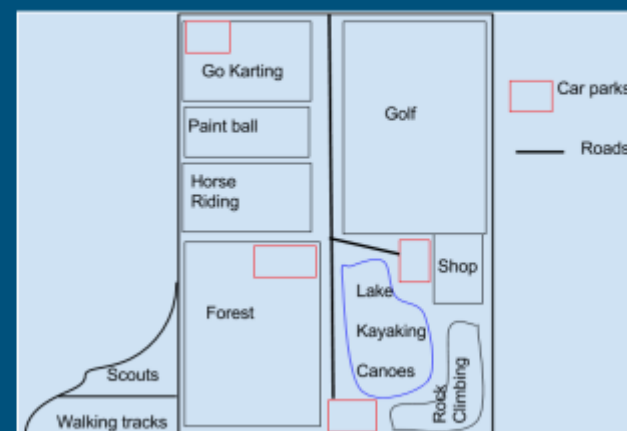 Go Karting
Paint ball
Horse
Riding
Forest
Scouts
Walking tracks
Golf
Shop
Lake
Kayaking
Canoes
Rock
Climbing
Car parks
Roads